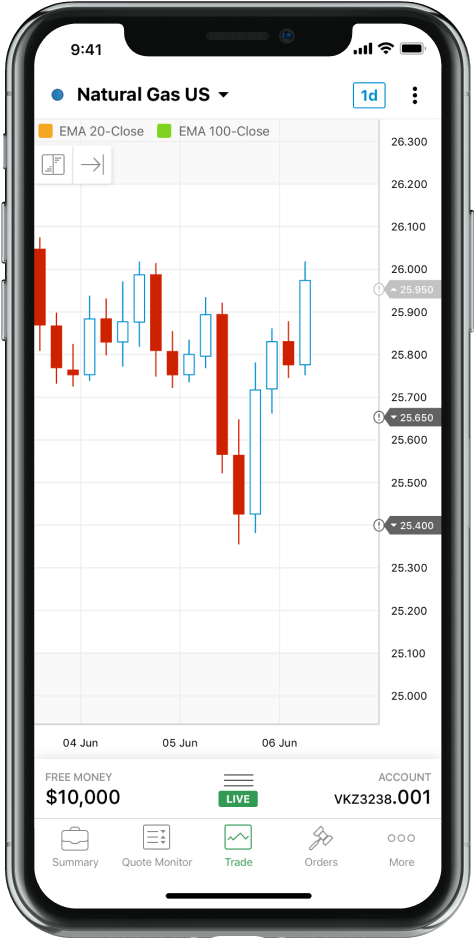 9:41
Natural Gas US
1d
EMA 20-Close EMA 100-Close
26.300
26.200
26.100
26.000
25.950
25.900
25.800
25.700
25.650
25.600
25.500
25.400
25.300
25.200
25.100
25.000
04 Jun 05 Jun 06 Jun
FREE MONEY
$10,000
LIVE
ACCOUNT
VKZ3238.001
Summary Quote Monitor Trade Orders More